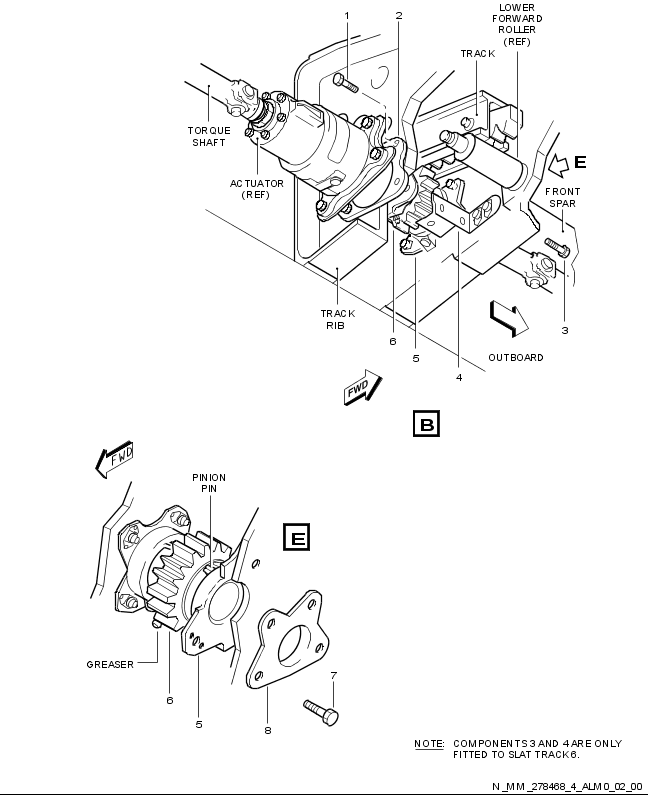 LOWER
FORWARD
ROLLER
(REF)
1
2
TRACK
TORQUE
SHAFT
ACTUATOR
(REF)
E
FRONT
SPAR
TRACK
RIB
3
6
5
4
OUTBOARD
FWD
B
FWD
PINION
PIN
E
GREASER
6
5
7
8
NOTE: COMPONENTS 3 AND 4 ARE ONLY
FITTED TO SLAT TRACK 6.
N_MM_278468_4_ALM0_02_00